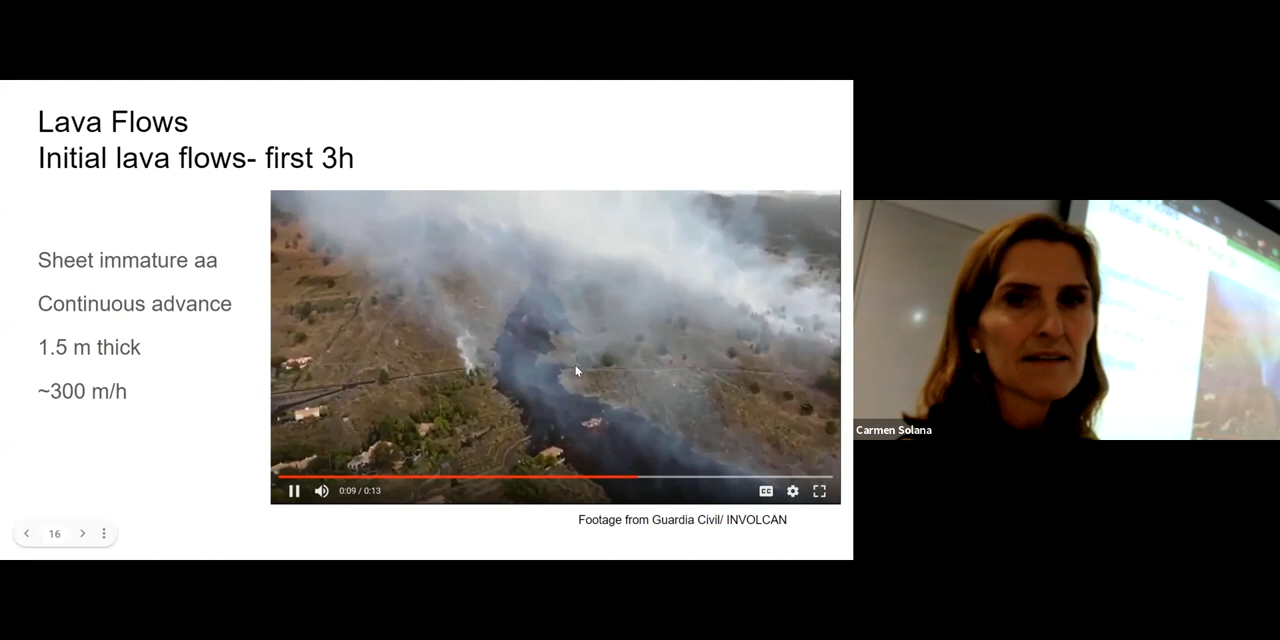 Lava Flows
Initial lava flows- first 3h
Sheet immature aa
Continuous advance
1.5 m thick
~300 m/h
0:09 / 0:13
CC
Footage from Guardia Civil/ INVOLCAN
16
Carmen Solana